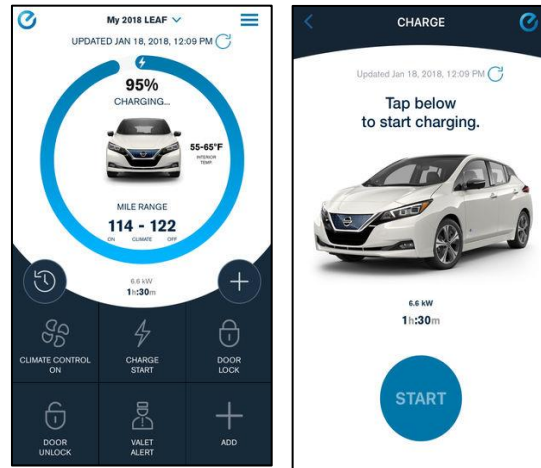 My 2018 LEAF
UPDATED JAN 18, 2018, 12:09 PM
95%
CHARGING...
55-65°F
INTERIOR
TEMP
MILE RANGE
114 - 122
ON CLIMATE OFF
6.6 kW
1h:30m
CLIMATE CONTROL
ON
CHARGE
START
DOOR
LOCK
DOOR
UNLOCK
VALET
ALERT
ADD
CHARGE
Updated Jan 18, 2018, 12:09 PM
Tap below
to start charging.
6.6 kW
1h:30m
START